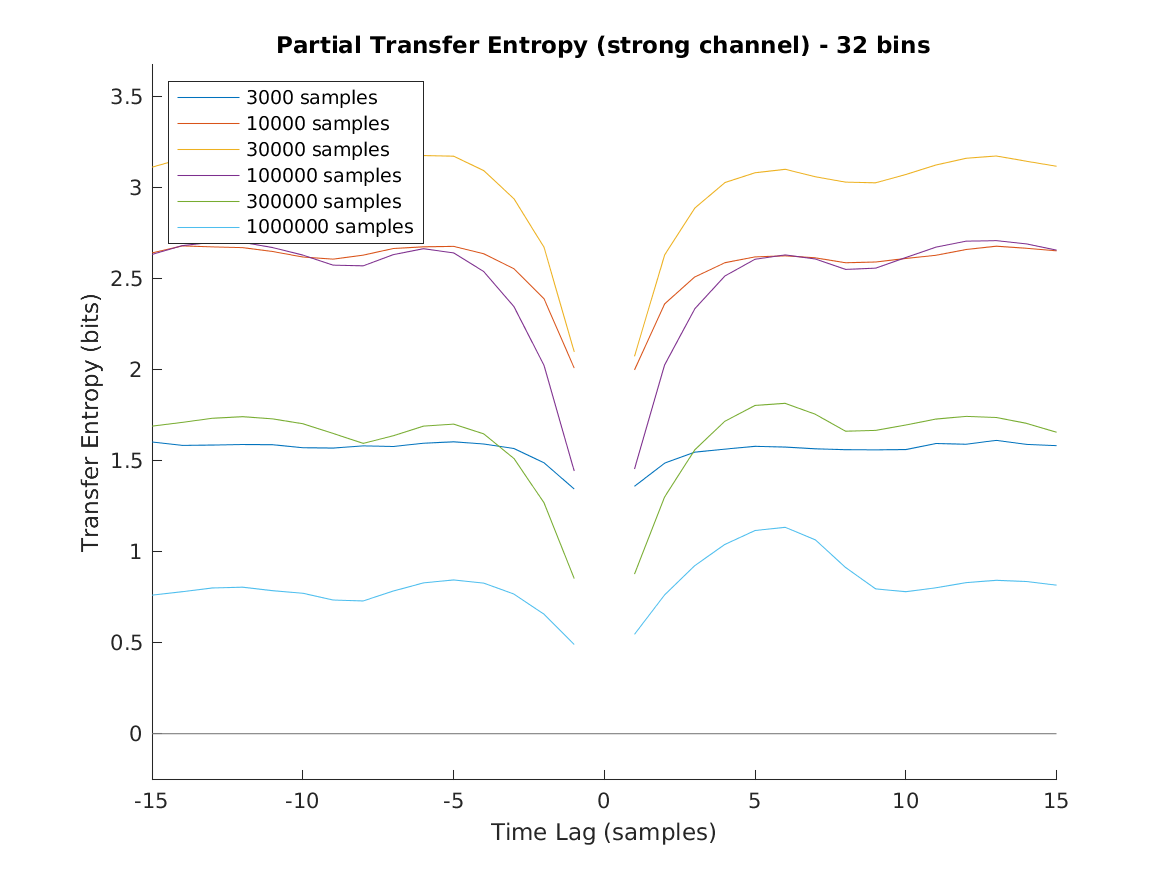 Partial Transfer Entropy (strong channel) - 32 bins
3000 samples
10000 samples
30000 samples
100000 samples
300000 samples
1000000 samples
Transfer Entropy (bits)
3.5
3
2.5
2
1.5
1
0.5
0
-15 -10 -5 0 5 10 15
Time Lag (samples)